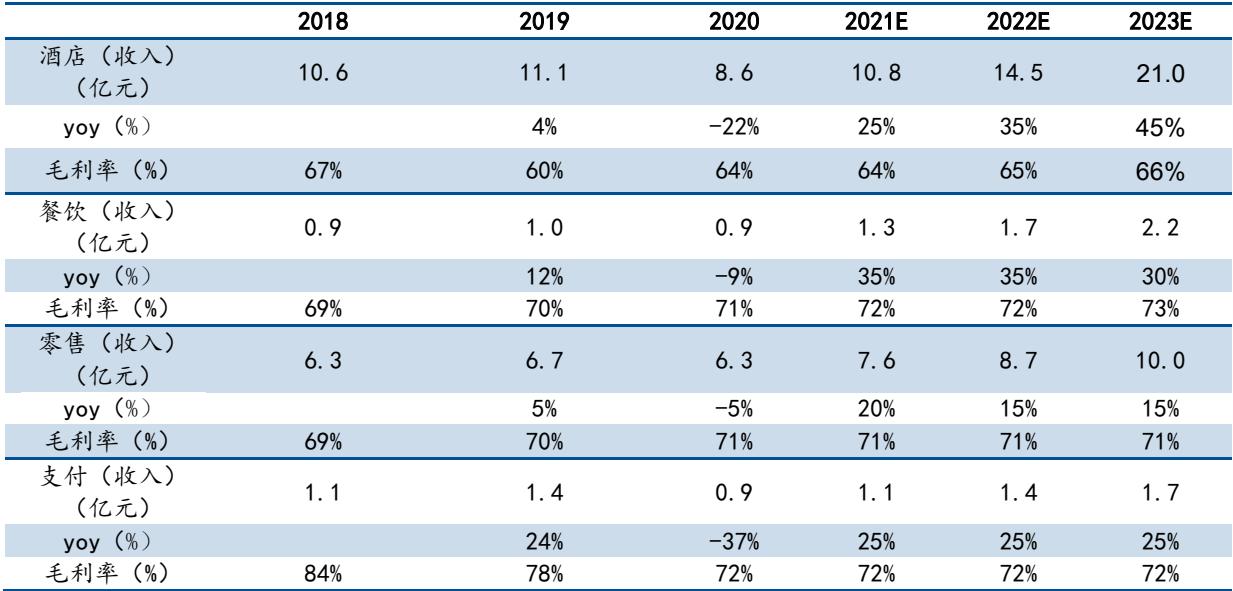 2018 2019 2020 2021E 2022E 2023E
酒店（收入）
（亿元） 10.6 11.1 8.6 10.8 14.5 21.0
yoy（%） 4% -22% 25% 35% 45%
毛利率（%） 67% 60% 64% 64% 65% 66%
餐饮（收入）
（亿元） 0.9 1.0 0.9 1.3 1.7 2.2
yoy（%） 12% -9% 35% 35% 30%
毛利率（%） 69% 70% 71% 72% 72% 73%
零售（收入）
（亿元） 6.3 6.7 6.3 7.6 8.7 10.0
yoy（%） 5% -5% 20% 15% 15%
毛利率（%） 69% 70% 71% 71% 71% 71%
支付（收入）
（亿元） 1.1 1.4 0.9 1.1 1.4 1.7
yoy（%） 24% -37% 25% 25% 25%
毛利率（%） 84% 78% 72% 72% 72% 72%